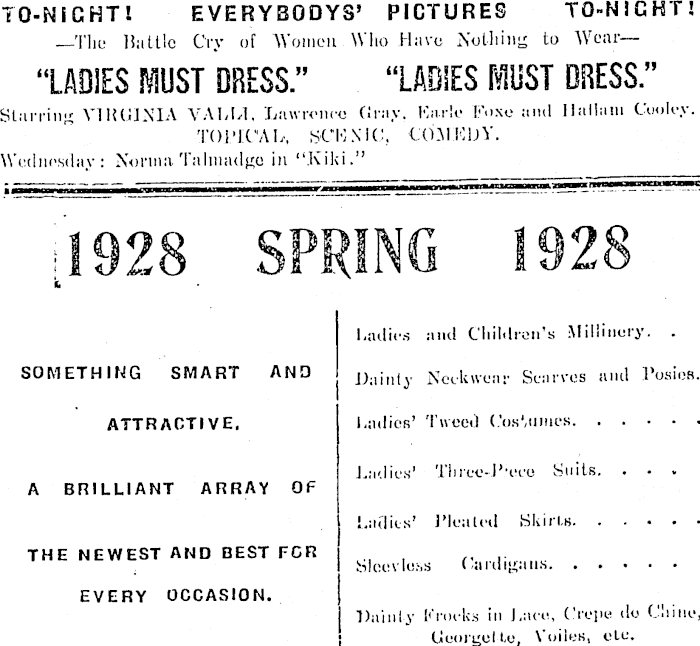 TO-NIGHT! EVERYBODYS' PICTURES TO-NIGHT!
—The Battle Cry of Women Who Have Nothing to Wear—
"LADIES MUST DRESS." "LADIES MUST DRESS."
Starring VIRGINIA VALLI, Lawrence Gray, Earle Foxe and Hallam Cooley.
TOPICAL, SCENIC, COMEDY.
Wednesday: Norma Talmadge in "Kiki."
1928 SPRING 1928
SOMETHING SMART AND
ATTRACTIVE,
A BRILLIANT ARRAY OF
THE NEWEST AND BEST FOR
EVERY OCCASION.
Ladies and Children's Millinery. .
Dainty Neckwear Scarves and Posies.
Ladies' Tweed Costumes. . . . . .
Ladies' Three-Piece Suits. . . .
Ladies' Pleated Skirts. . . . . .
Sleevless Cardigans. . . . . .
Dainty Frocks in Lace, Crepe de Chine,
Georgette, Voiles, etc.